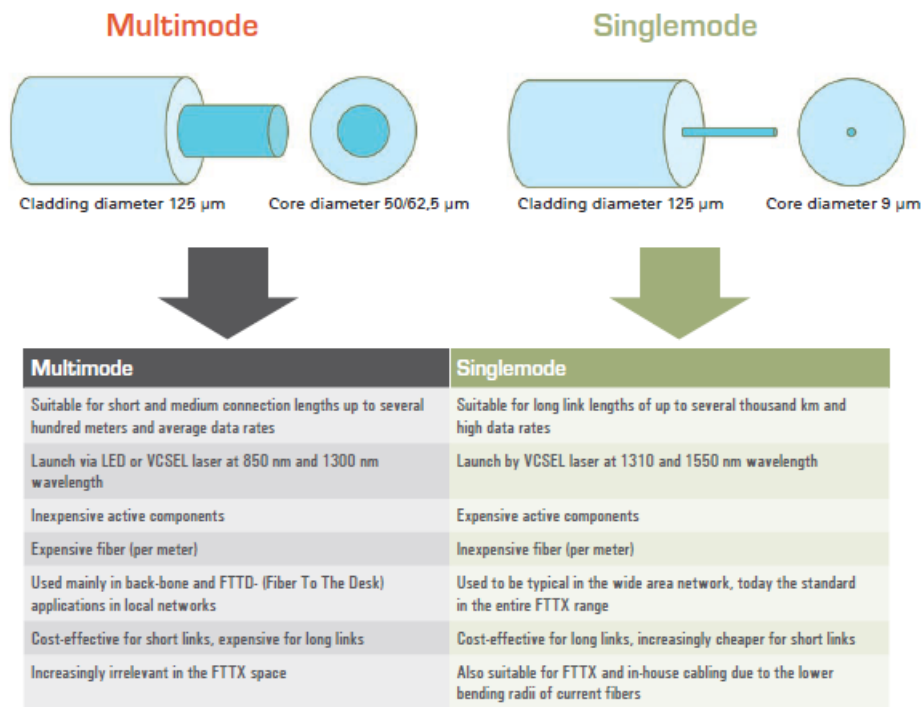 Multimode
Singlemode
Cladding diameter 125 µm
Core diameter 50/62,5 µm
Cladding diameter 125 µm
Core diameter 9 µm
Multimode
Singlemode
Suitable for short and medium connection lengths up to several
hundred meters and average data rates
Suitable for long link lengths of up to several thousand km and
high data rates
Launch via LED or VCSEL laser at 850 nm and 1300 nm
wavelength
Launch by VCSEL laser at 1310 and 1550 nm wavelength
Inexpensive active components
Expensive active components
Expensive fiber (per meter)
Inexpensive fiber (per meter)
Used mainly in back-bone and FTTD- (Fiber To The Desk)
applications in local networks
Used to be typical in the wide area network, today the standard
in the entire FTTX range
Cost-effective for short links, expensive for long links
Cost-effective for long links, increasingly cheaper for short links
Increasingly irrelevant in the FTTX space
Also suitable for FTTX and in-house cabling due to the lower
bending radii of current fibers